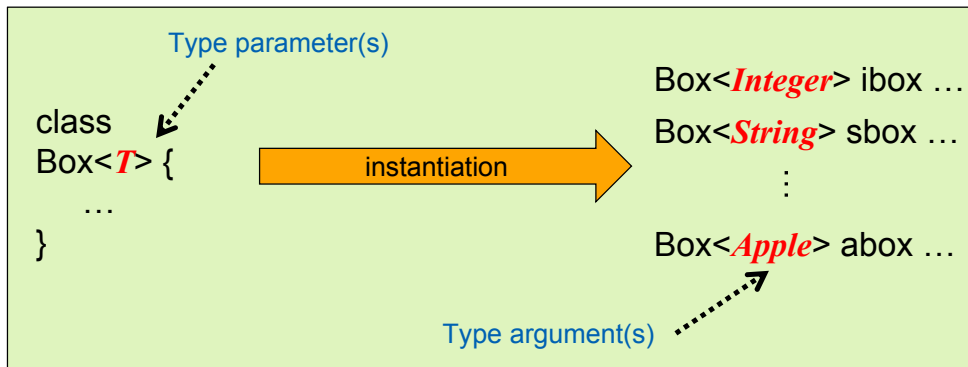 Type parameter(s)
class
Box<T> {
…
}
instantiation
Box<Integer> ibox …
Box<String> sbox …
⋮
Box<Apple> abox …
Type argument(s)